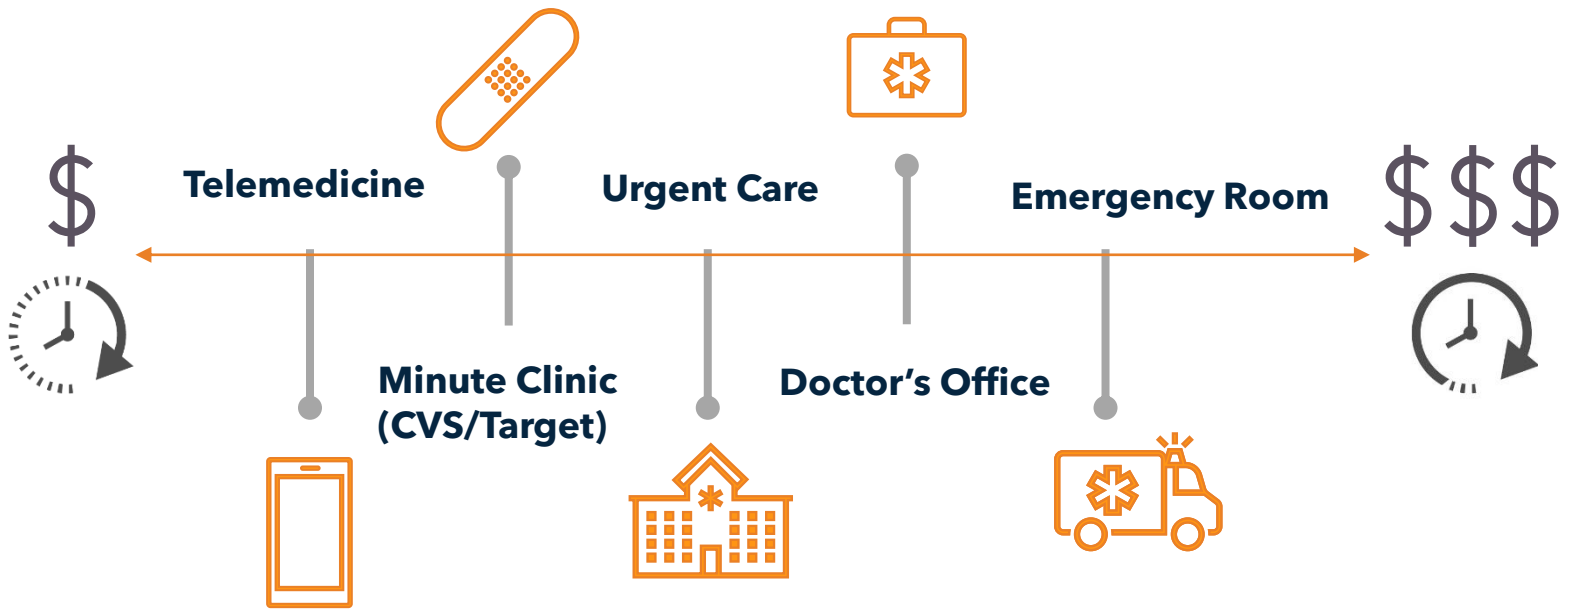 $
Telemedicine
Minute Clinic
(CVS/Target)
Urgent Care
Doctor’s Office
Emergency Room
$$$